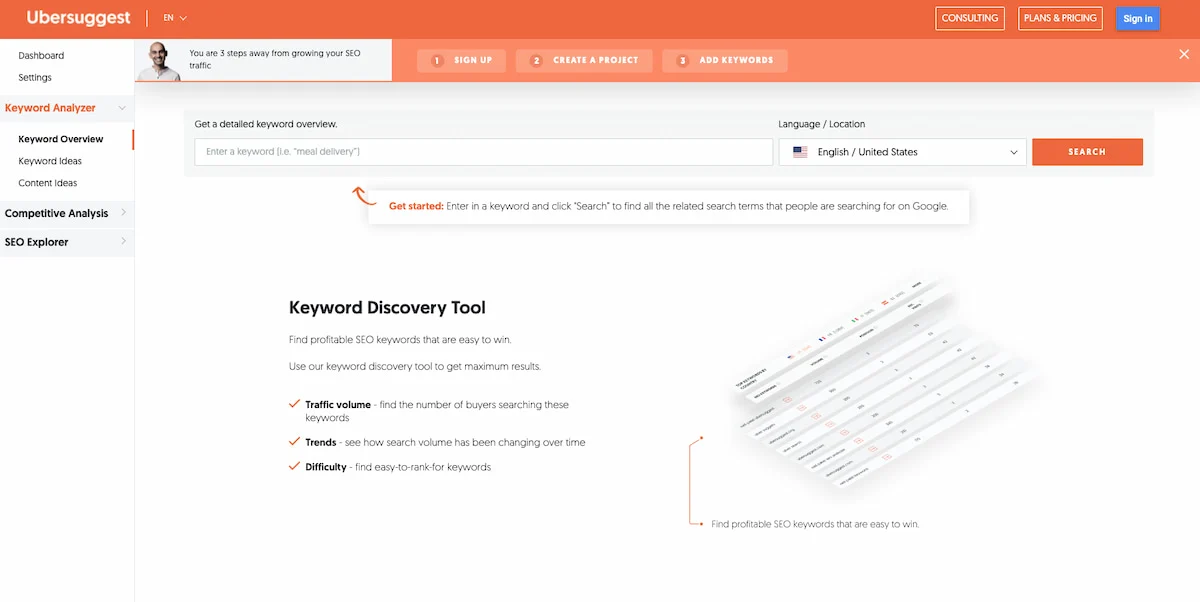 Ubersuggest
EN
CONSULTING
PLANS & PRICING
Sign in
You are 3 steps away from growing your SEO
traffic
1 SIGN UP
2 CREATE A PROJECT
3 ADD KEYWORDS
Dashboard
Settings
Keyword Analyzer
Keyword Overview
Keyword Ideas
Content Ideas
Competitive Analysis
SEO Explorer
Get a detailed keyword overview.
Language / Location
Enter a keyword (i.e. "meal delivery")
English / United States
SEARCH
Get started: Enter in a keyword and click "Search" to find all the related search terms that people are searching for on Google.
Keyword Discovery Tool
Find profitable SEO keywords that are easy to win.
Use our keyword discovery tool to get maximum results.
Traffic volume - find the number of buyers searching these
keywords
Trends - see how search volume has been changing over time
Difficulty - find easy-to-rank-for keywords
TOP KEYWORDS BY
COUNTRY
VOLUME
POSITION
Find profitable SEO keywords that are easy to win.